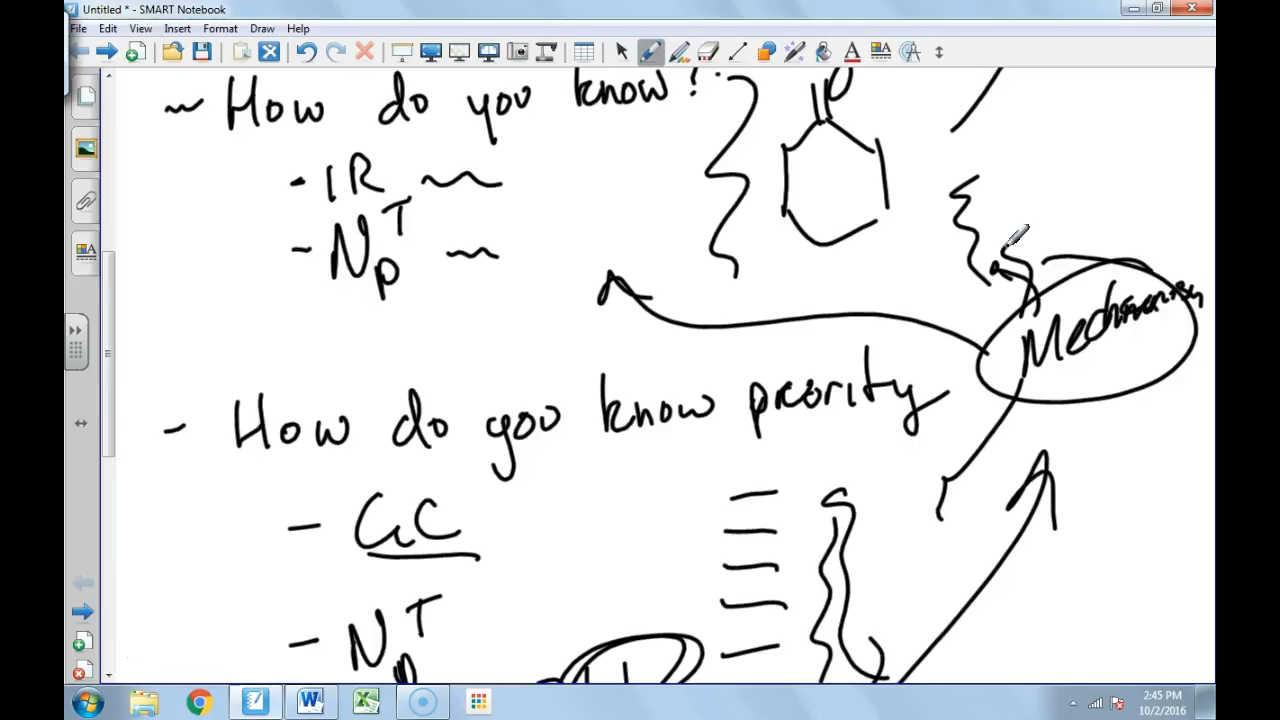 Untitled * - SMART Notebook
File Edit View Insert Format Draw Help
~ How do you know?
O
- IR
- N T P
Mechanism
- How do you know priority
- GC
- N T P
2:45 PM
10/2/2016